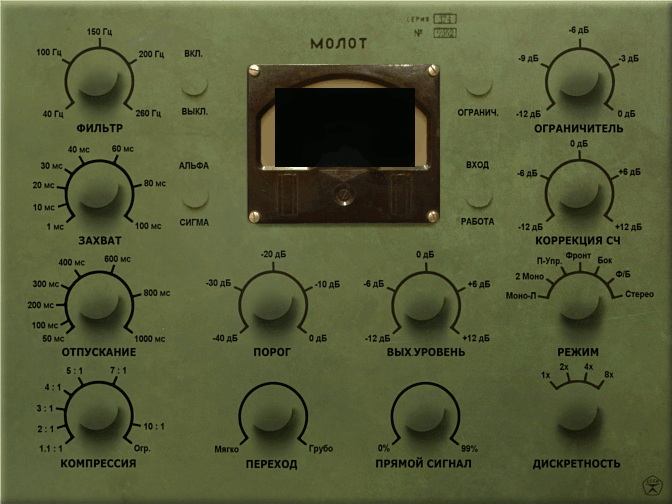 СЕРИЯ
МОЛОТ
№
150 Гц
100 Гц
200 Гц
40 Гц
260 Гц
ФИЛЬТР
ВКЛ.
ВЫКЛ.
ОГРАНИЧ.
-6 дБ
-9 дБ
-3 дБ
-12 дБ
0 дБ
ОГРАНИЧИТЕЛЬ
40 мс
60 мс
30 мс
20 мс
80 мс
10 мс
1 мс
100 мс
ЗАХВАТ
АЛЬФА
СИГМА
ВХОД
РАБОТА
0 дБ
-6 дБ
+6 дБ
-12 дБ
+12 дБ
КОРРЕКЦИЯ СЧ
400 мс
600 мс
300 мс
200 мс
800 мс
100 мс
50 мс
1000 мс
ОТПУСКАНИЕ
-20 дБ
-30 дБ
-10 дБ
-40 дБ
0 дБ
ПОРОГ
0 дБ
-6 дБ
+6 дБ
-12 дБ
+12 дБ
ВЫХ.УРОВЕНЬ
Фронт
П-Упр.
Бок
2 Моно
Ф/Б
Моно-Л
Стерео
РЕЖИМ
5 : 1
7 : 1
4 : 1
3 : 1
2 : 1
10 : 1
1.1 : 1
Огр.
КОМПРЕССИЯ
Мягко
Грубо
ПЕРЕХОД
0%
99%
ПРЯМОЙ СИГНАЛ
1x
2x
4x
8x
ДИСКРЕТНОСТЬ